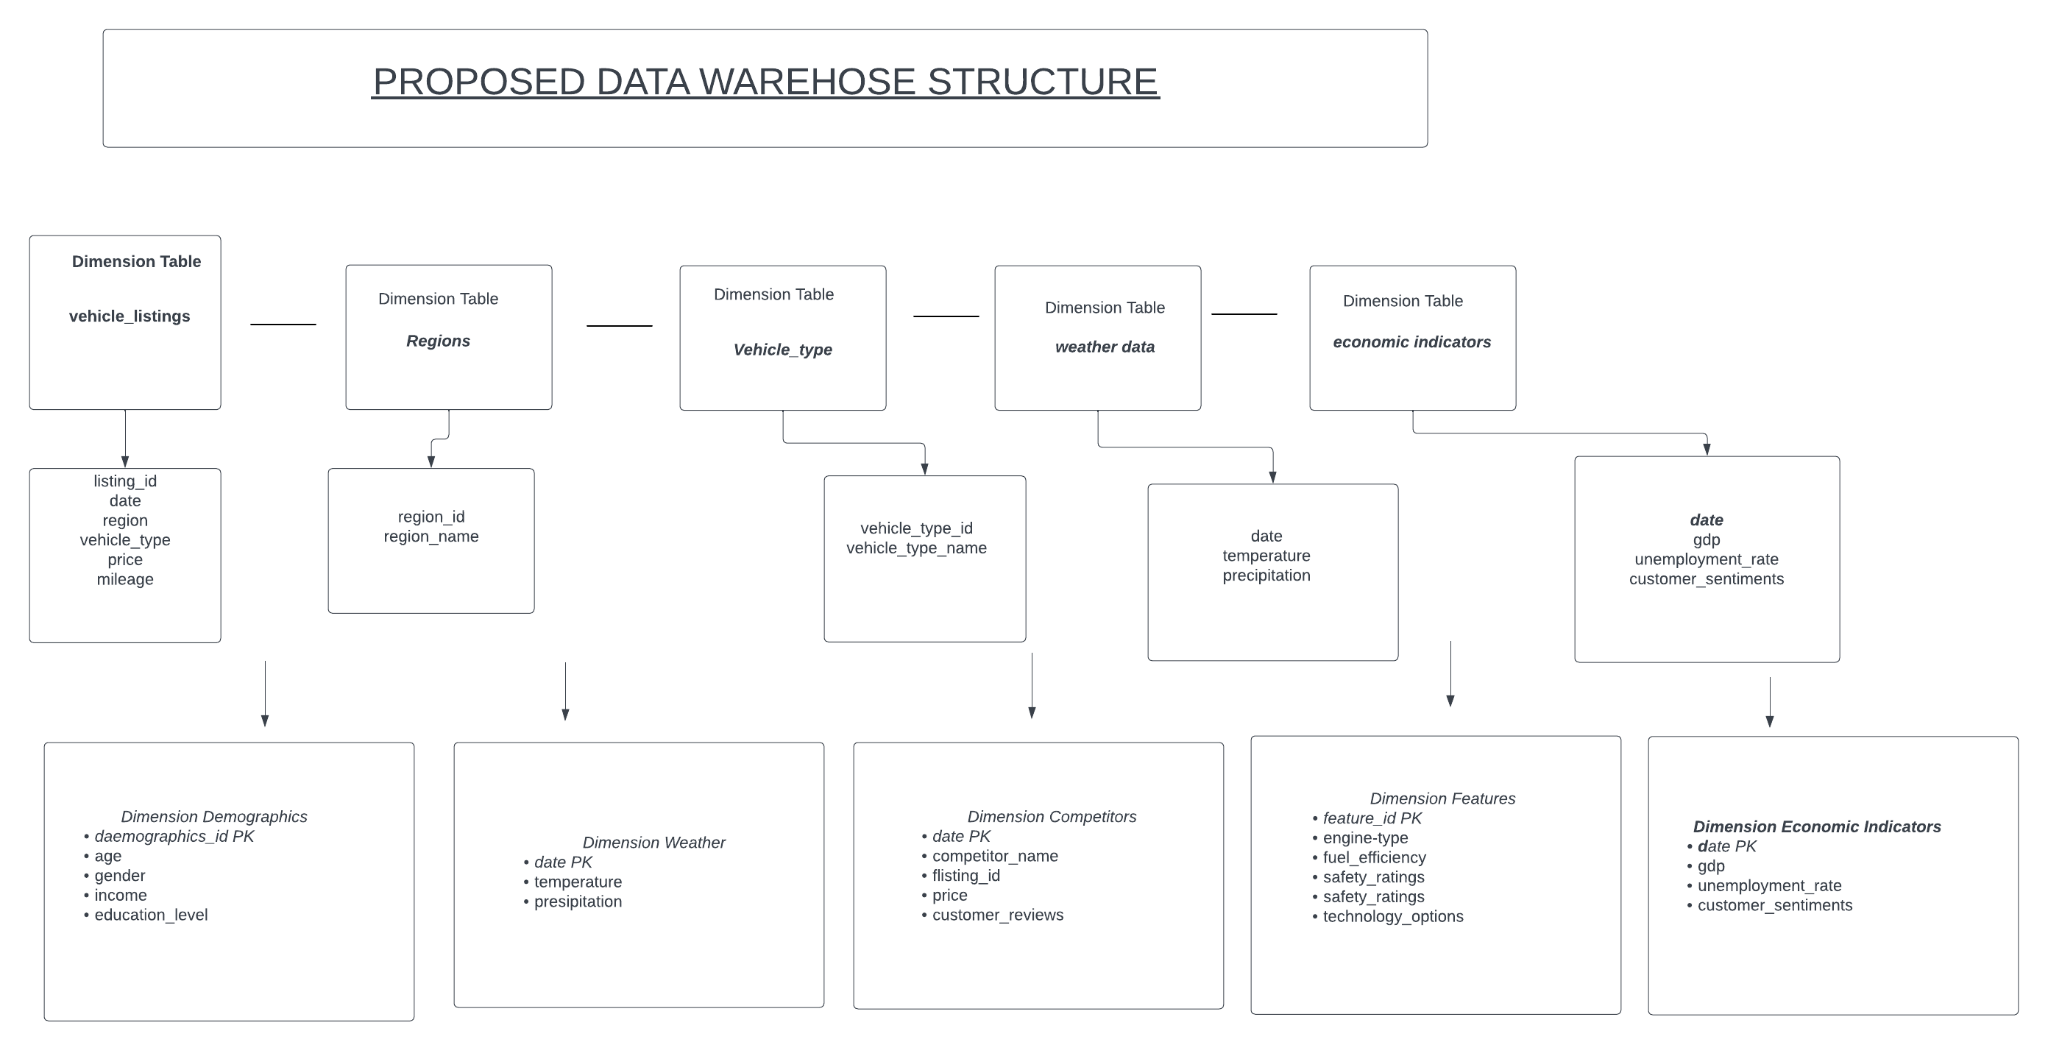 PROPOSED DATA WAREHOSE STRUCTURE
Dimension Table
vehicle_listings
Dimension Table
Regions
Dimension Table
Vehicle_type
Dimension Table
weather data
Dimension Table
economic indicators
listing_id
date
region
vehicle_type
price
mileage
region_id
region_name
vehicle_type_id
vehicle_type_name
date
temperature
precipitation
date
gdp
unemployment_rate
customer_sentiments
Dimension Demographics
• daemographics_id PK
• age
• gender
• income
• education_level
Dimension Weather
• date PK
• temperature
• presipitation
Dimension Competitors
• date PK
• competitor_name
• flisting_id
• price
• customer_reviews
Dimension Features
• feature_id PK
• engine-type
• fuel_efficiency
• safety_ratings
• safety_ratings
• technology_options
Dimension Economic Indicators
• date PK
• gdp
• unemployment_rate
• customer_sentiments